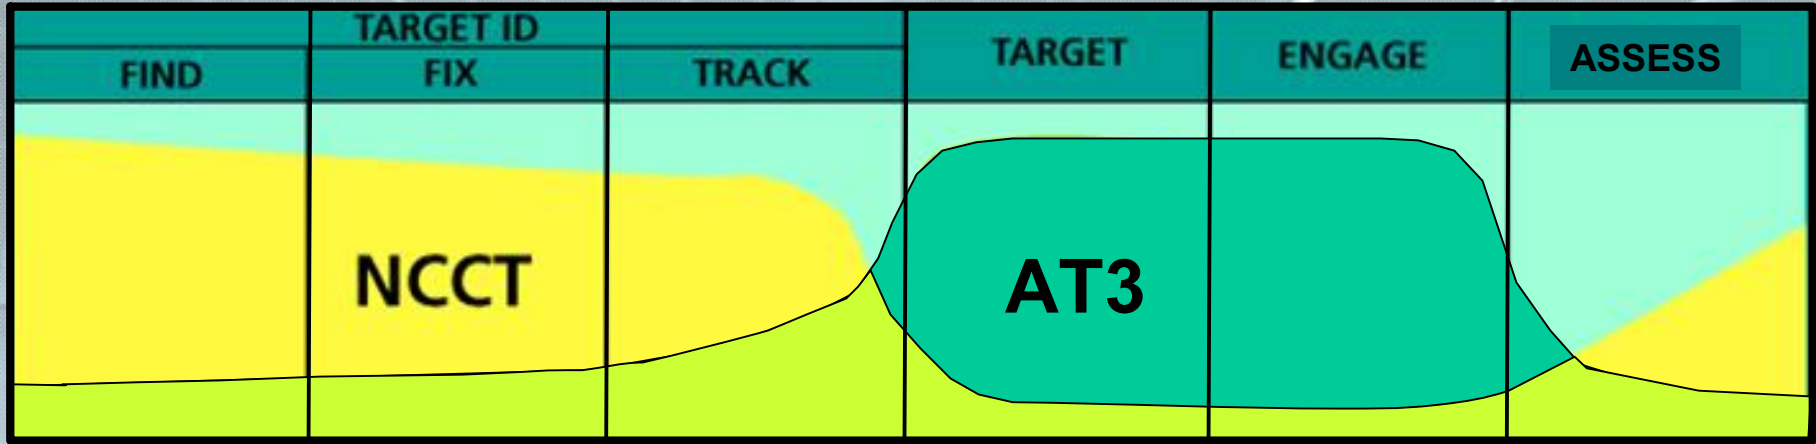 TARGET ID
FIND
FIX
TRACK
TARGET
ENGAGE
ASSESS
NCCT
AT3